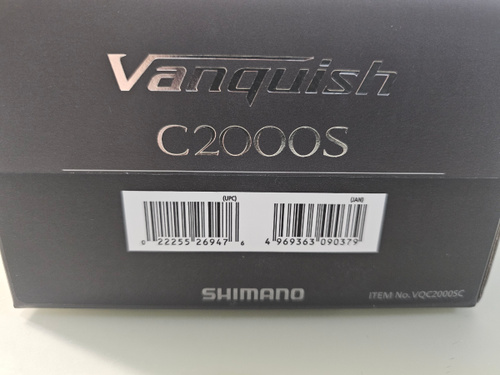 Vanquish
C2000S
(UPC) (JAN)
0 22255 26947 6 4 969363 090379
SHIMANO ITEM No. VQC2000SC